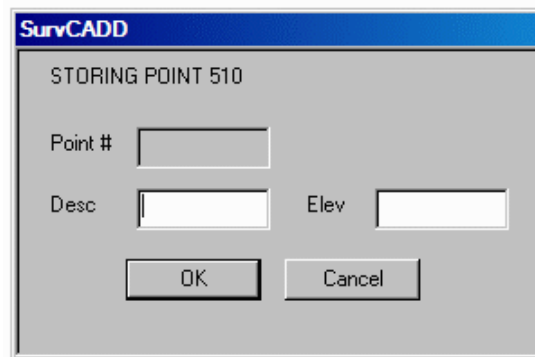 SurvCADD
STORING POINT 510
Point #
Desc Elev
OK Cancel